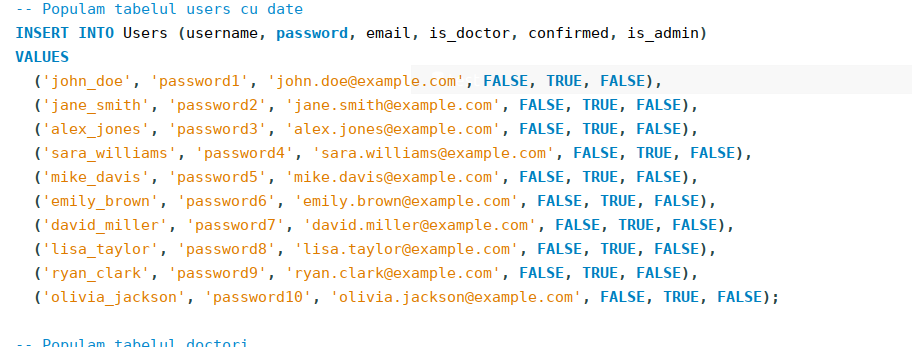 -- Populam tabelul users cu date
INSERT INTO Users (username, password, email, is_doctor, confirmed, is_admin)
VALUES
('john_doe', 'password1', 'john.doe@example.com', FALSE, TRUE, FALSE),
('jane_smith', 'password2', 'jane.smith@example.com', FALSE, TRUE, FALSE),
('alex_jones', 'password3', 'alex.jones@example.com', FALSE, TRUE, FALSE),
('sara_williams', 'password4', 'sara.williams@example.com', FALSE, TRUE, FALSE),
('mike_davis', 'password5', 'mike.davis@example.com', FALSE, TRUE, FALSE),
('emily_brown', 'password6', 'emily.brown@example.com', FALSE, TRUE, FALSE),
('david_miller', 'password7', 'david.miller@example.com', FALSE, TRUE, FALSE),
('lisa_taylor', 'password8', 'lisa.taylor@example.com', FALSE, TRUE, FALSE),
('ryan_clark', 'password9', 'ryan.clark@example.com', FALSE, TRUE, FALSE),
('olivia_jackson', 'password10', 'olivia.jackson@example.com', FALSE, TRUE, FALSE);
-- Populam tabelul doctori